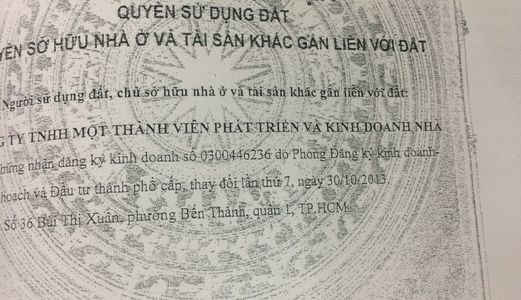 QUYỀN SỬ DỤNG ĐẤT
YỀN SỞ HỮU NHÀ Ở VÀ TÀI SẢN KHÁC GẮN LIỀN VỚI ĐẤT
Người sử dụng đất, chủ sở hữu nhà ở và tài sản khác gắn liền với đất:
G TY TNHH MỘT THÀNH VIÊN PHÁT TRIỂN VÀ KINH DOANH NHÀ
hứng nhận đăng ký kinh doanh số 0300446236 do Phòng Đăng ký kinh doanh-
hoạch và Đầu tư thành phố cấp, thay đổi lần thứ 7, ngày 30/10/2013.
Số 36 Bùi Thị Xuân, phường Bến Thành, quận 1, TP.HCM